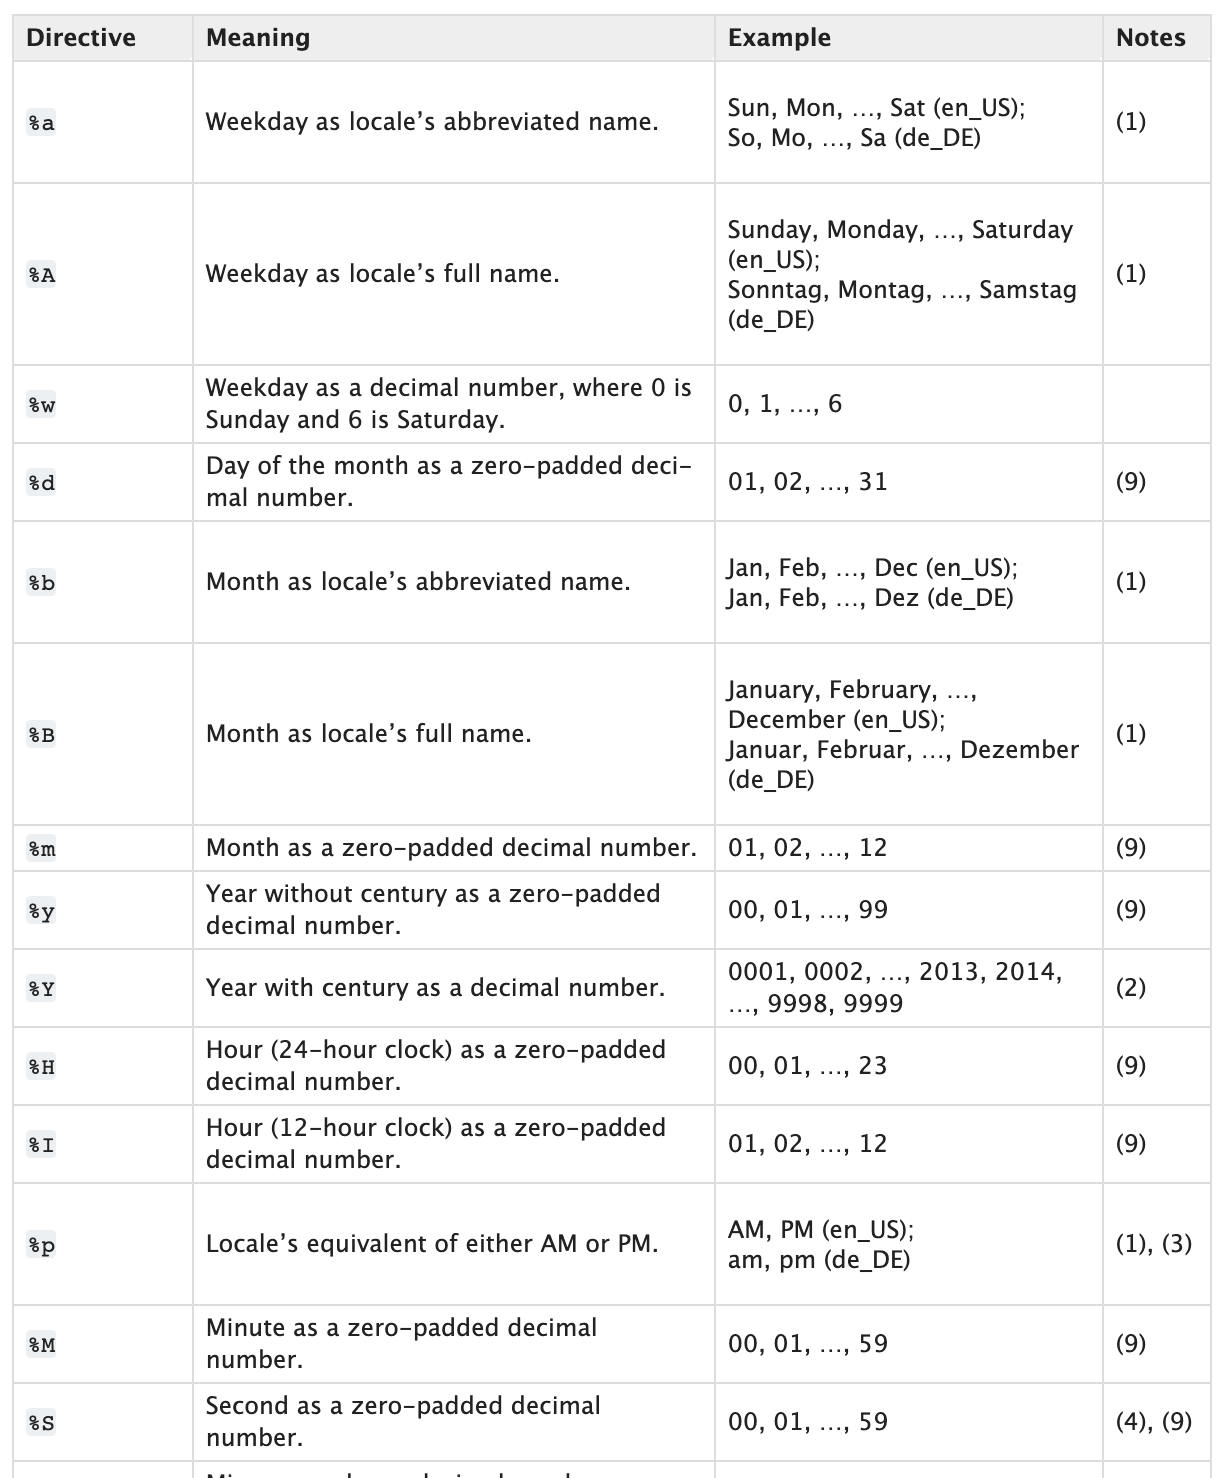 Directive Meaning Example Notes
%a Weekday as locale’s abbreviated name. Sun, Mon, …, Sat (en_US);
So, Mo, …, Sa (de_DE) (1)
%A Weekday as locale’s full name. Sunday, Monday, …, Saturday
(en_US);
Sonntag, Montag, …, Samstag
(de_DE) (1)
%w Weekday as a decimal number, where 0 is
Sunday and 6 is Saturday. 0, 1, …, 6
%d Day of the month as a zero-padded deci-
mal number. 01, 02, …, 31 (9)
%b Month as locale’s abbreviated name. Jan, Feb, …, Dec (en_US);
Jan, Feb, …, Dez (de_DE) (1)
%B Month as locale’s full name. January, February, …,
December (en_US);
Januar, Februar, …, Dezember
(de_DE) (1)
%m Month as a zero-padded decimal number. 01, 02, …, 12 (9)
%y Year without century as a zero-padded
decimal number. 00, 01, …, 99 (9)
%Y Year with century as a decimal number. 0001, 0002, …, 2013, 2014,
…, 9998, 9999 (2)
%H Hour (24-hour clock) as a zero-padded
decimal number. 00, 01, …, 23 (9)
%I Hour (12-hour clock) as a zero-padded
decimal number. 01, 02, …, 12 (9)
%p Locale’s equivalent of either AM or PM. AM, PM (en_US);
am, pm (de_DE) (1), (3)
%M Minute as a zero-padded decimal
number. 00, 01, …, 59 (9)
%S Second as a zero-padded decimal
number. 00, 01, …, 59 (4), (9)